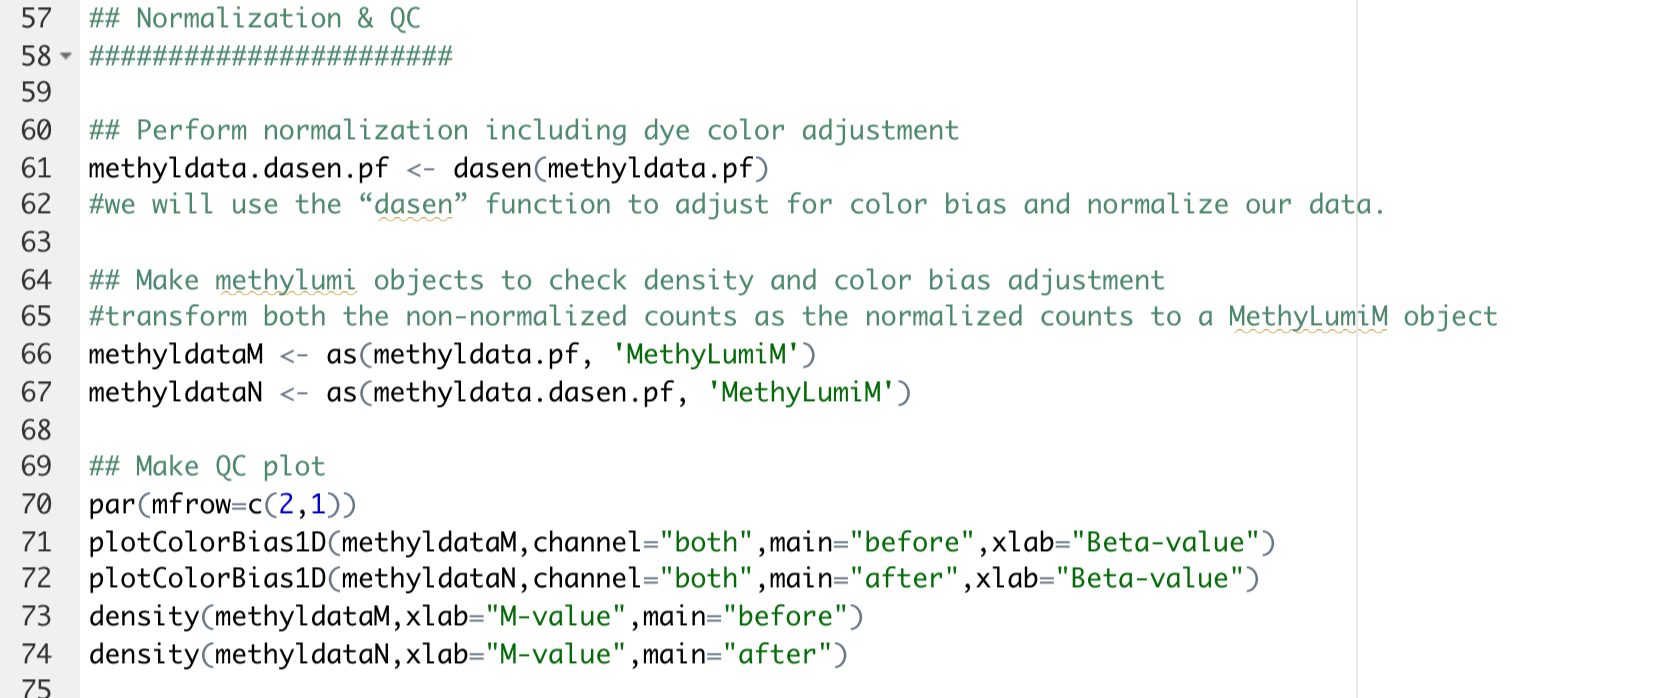 57 ## Normalization & QC
58 #######################
59
60 ## Perform normalization including dye color adjustment
61 methyldata.dasen.pf <- dasen(methyldata.pf)
62 #we will use the “dasen” function to adjust for color bias and normalize our data.
63
64 ## Make methylumi objects to check density and color bias adjustment
65 #transform both the non-normalized counts as the normalized counts to a MethyLumiM object
66 methyldataM <- as(methyldata.pf, 'MethyLumiM')
67 methyldataN <- as(methyldata.dasen.pf, 'MethyLumiM')
68
69 ## Make QC plot
70 par(mfrow=c(2,1))
71 plotColorBias1D(methyldataM,channel="both",main="before",xlab="Beta-value")
72 plotColorBias1D(methyldataN,channel="both",main="after",xlab="Beta-value")
73 density(methyldataM,xlab="M-value",main="before")
74 density(methyldataN,xlab="M-value",main="after")
75